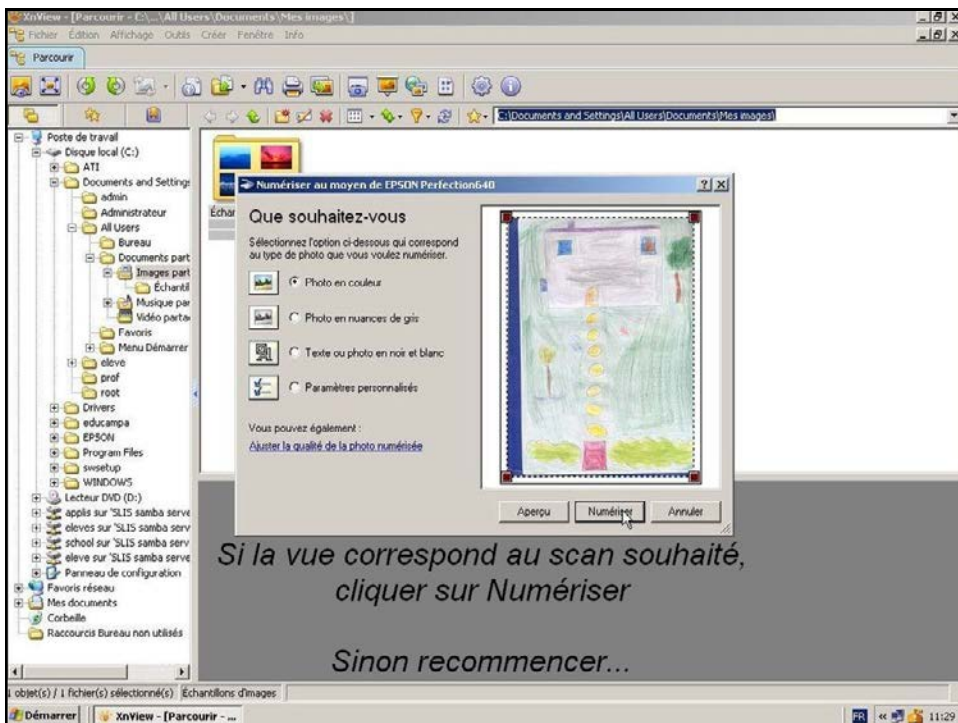 XnView - [Parcourir - C:\...\All Users\Documents\Mes images\]
Fichier Édition Affichage Outils Créer Fenêtre Info
Parcourir
C:\Documents and Settings\All Users\Documents\Mes images\
Poste de travail
Disque local (C:)
ATI
Documents and Settings
admin
Administrateur
All Users
Bureau
Documents part
Images part
Échantil
Musique par
Vidéo parta
Favoris
Menu Démarrer
eleve
prof
root
Drivers
educampa
EPSON
Program Files
swsetup
WINDOWS
Lecteur DVD (D:)
applis sur 'SLIS samba serve
eleves sur 'SLIS samba serv
school sur 'SLIS samba serv
eleve sur 'SLIS samba serve
Panneau de configuration
Favoris réseau
Mes documents
Corbeille
Raccourcis Bureau non utilisés
Échan
Numériser au moyen de EPSON Perfection640
Que souhaitez-vous
Sélectionnez l'option ci-dessous qui correspond
au type de photo que vous voulez numériser.
Photo en couleur
Photo en nuances de gris
Texte ou photo en noir et blanc
Paramètres personnalisés
Vous pouvez également :
Ajuster la qualité de la photo numérisée
Aperçu Numériser Annuler
Si la vue correspond au scan souhaité,
cliquer sur Numériser
Sinon recommencer...
1 objet(s) / 1 fichier(s) sélectionné(s) Échantillons d'images
Démarrer XnView - [Parcourir - ... FR « 11:29